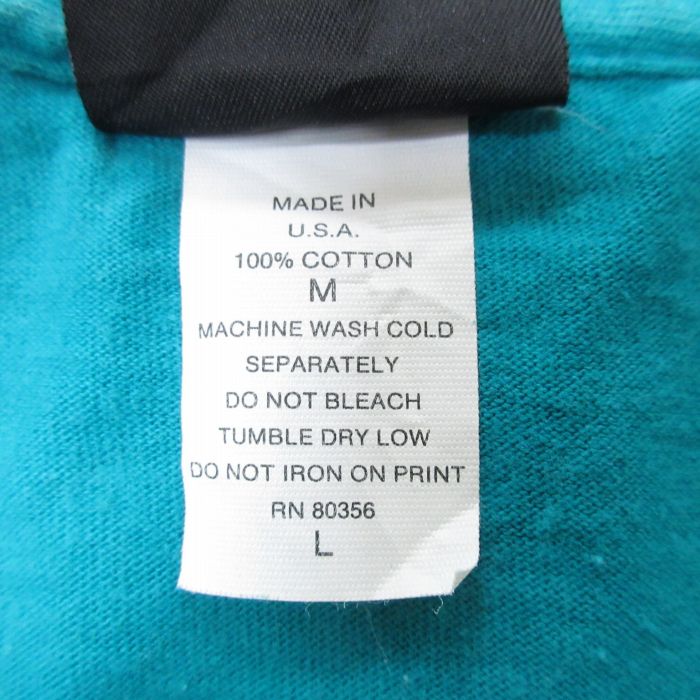 MADE IN
U.S.A.
100% COTTON
M
MACHINE WASH COLD
SEPARATELY
DO NOT BLEACH
TUMBLE DRY LOW
DO NOT IRON ON PRINT
RN 80356
L